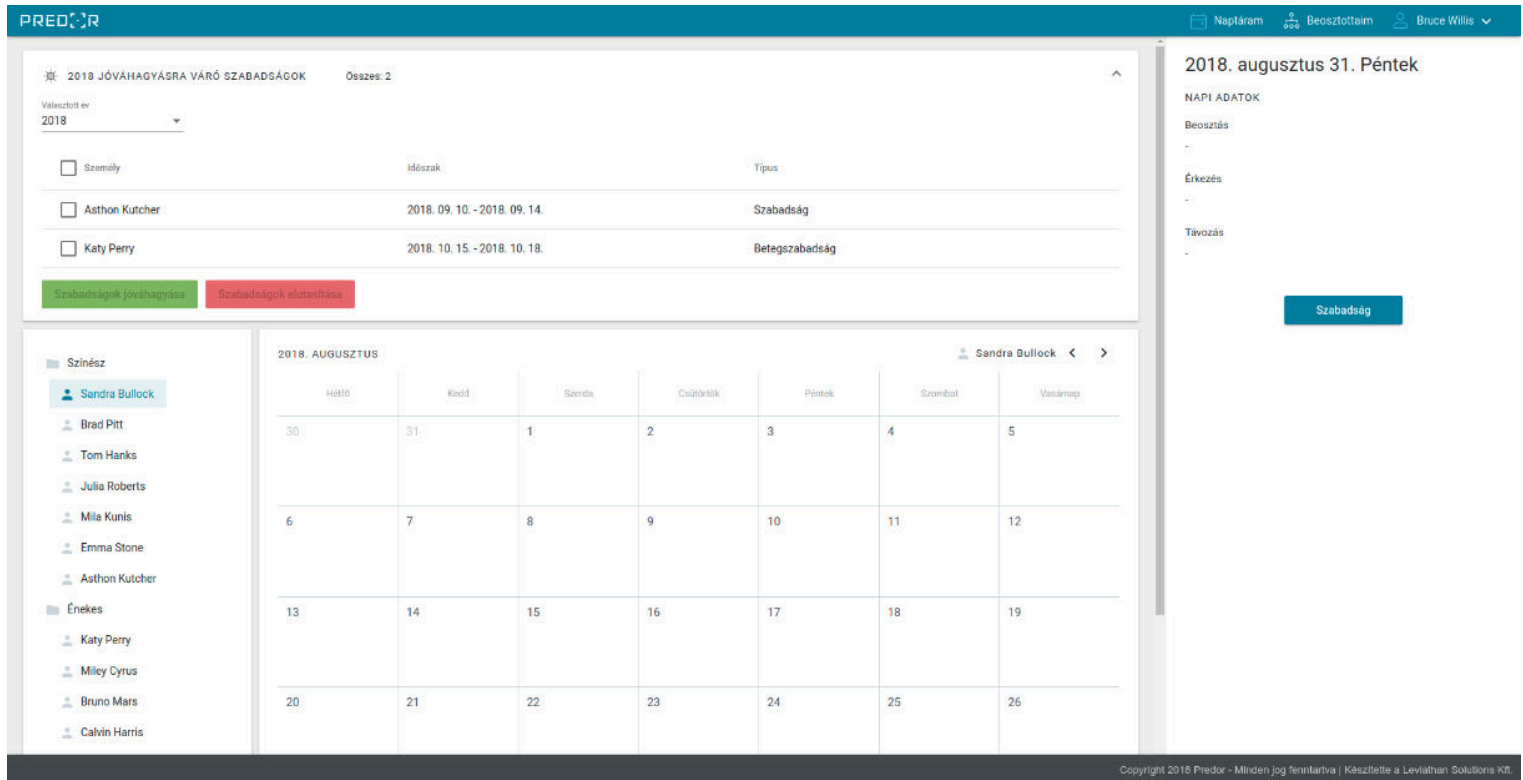 PRED[·]R
Naptáram Beosztottaim Bruce Willis
2018 JÓVÁHAGYÁSRA VÁRÓ SZABADSÁGOK Összes: 2
Választott év
2018
Személy Időszak Típus
Asthon Kutcher 2018. 09. 10. - 2018. 09. 14. Szabadság
Katy Perry 2018. 10. 15. - 2018. 10. 18. Betegszabadság
Szabadságok jóváhagyása Szabadságok elutasítása
Színész
Sandra Bullock
Brad Pitt
Tom Hanks
Julia Roberts
Mila Kunis
Emma Stone
Asthon Kutcher
Énekes
Katy Perry
Miley Cyrus
Bruno Mars
Calvin Harris
2018. AUGUSZTUS Sandra Bullock
Hétfő Kedd Szerda Csütörtök Péntek Szombat Vasárnap
30 31 1 2 3 4 5
6 7 8 9 10 11 12
13 14 15 16 17 18 19
20 21 22 23 24 25 26
2018. augusztus 31. Péntek
NAPI ADATOK
Beosztás
-
Érkezés
-
Távozás
-
Szabadság
Copyright 2018 Predor - Minden jog fenntartva | Készítette a Leviathan Solutions Kft.